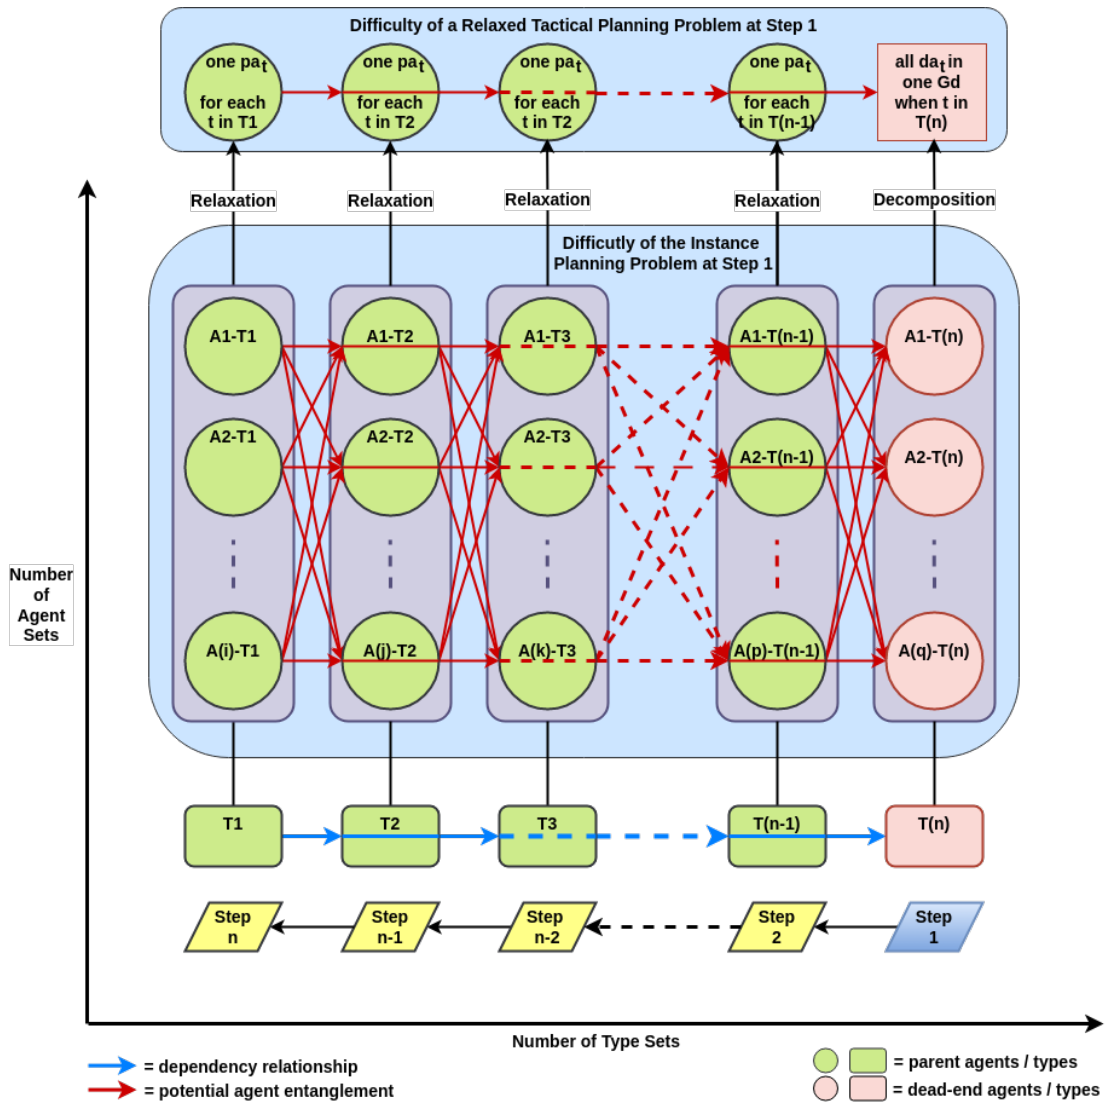 Difficulty of a Relaxed Tactical Planning Problem at Step 1
one pat
for each
t in T1
one pat
for each
t in T2
one pat
for each
t in T2
one pat
for each
t in T(n-1)
all dat in
one Gd
when t in
T(n)
Relaxation
Relaxation
Relaxation
Relaxation
Decomposition
Difficutly of the Instance
Planning Problem at Step 1
A1-T1
A1-T2
A1-T3
A1-T(n-1)
A1-T(n)
A2-T1
A2-T2
A2-T3
A2-T(n-1)
A2-T(n)
Number
of
Agent
Sets
A(i)-T1
A(j)-T2
A(k)-T3
A(p)-T(n-1)
A(q)-T(n)
T1
T2
T3
T(n-1)
T(n)
Step
n
Step
n-1
Step
n-2
Step
2
Step
1
Number of Type Sets
= dependency relationship
= potential agent entanglement
= parent agents / types
= dead-end agents / types